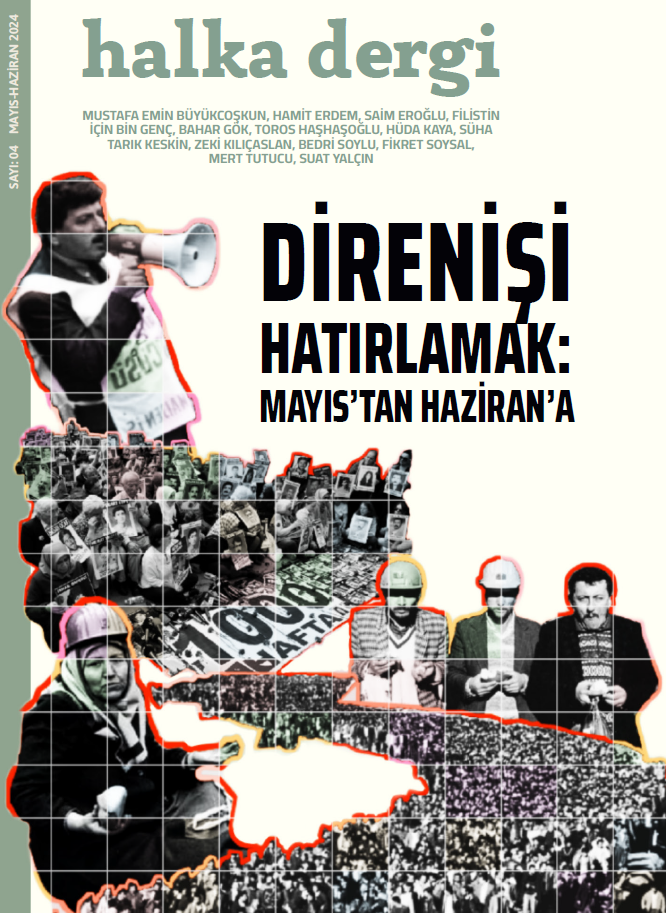 SAYI: 04 MAYIS-HAZİRAN 2024
halka dergi
MUSTAFA EMİN BÜYÜKCOŞKUN, HAMİT ERDEM, SAİM EROĞLU, FİLİSTİN
İÇİN BİN GENÇ, BAHAR GÖK, TOROS HAŞHAŞOĞLU, HÜDA KAYA, SÜHA
TARIK KESKİN, ZEKİ KILIÇASLAN, BEDRİ SOYLU, FİKRET SOYSAL,
MERT TUTUCU, SUAT YALÇIN
DİRENİŞİ
HATIRLAMAK:
MAYIS’TAN HAZİRAN’A
1000
HAFTA